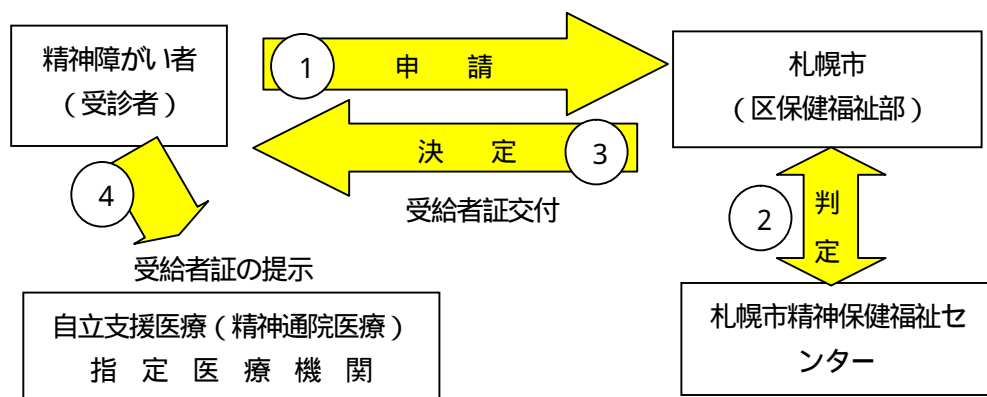 精神障がい者
（受診者）
1
申　請
札幌市
（区保健福祉部）
決　定
3
受給者証交付
4
2
判
定
受給者証の提示
自立支援医療（精神通院医療）
指　定　医　療　機　関
札幌市精神保健福祉セ
ンター